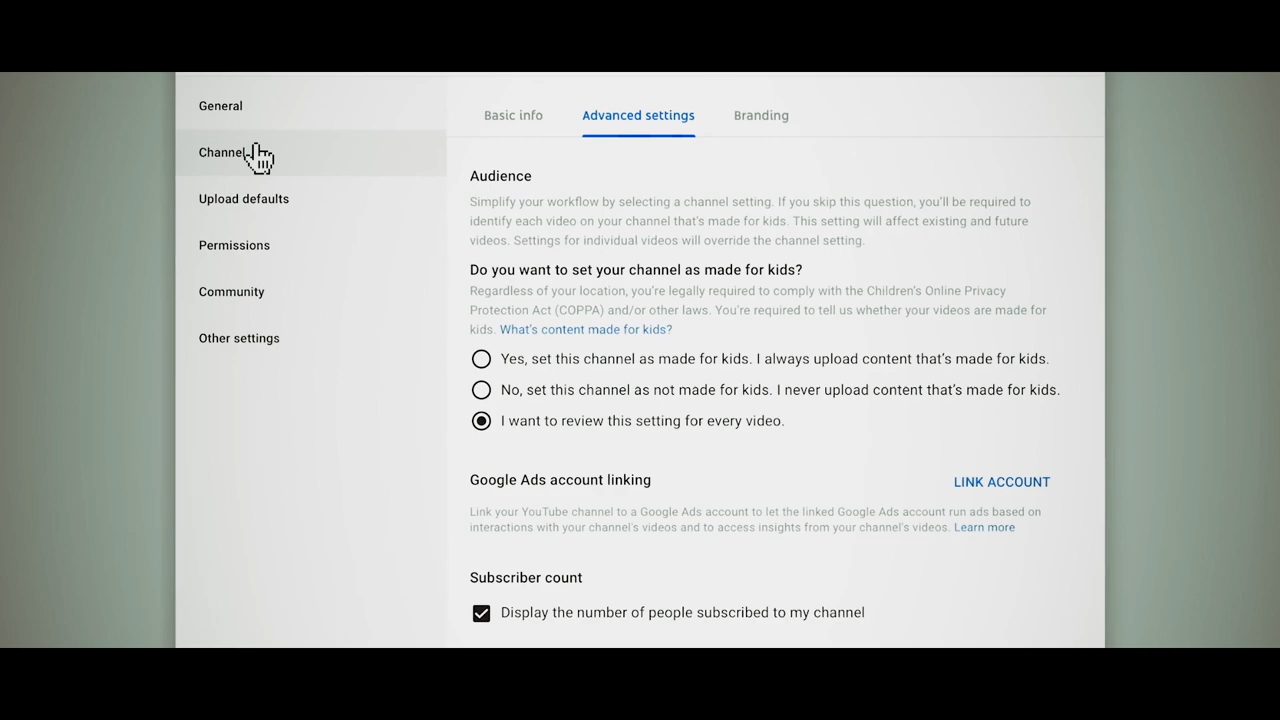 General
Channel
Upload defaults
Permissions
Community
Other settings
Basic info
Advanced settings
Branding
Audience
Simplify your workflow by selecting a channel setting. If you skip this question, you'll be required to
identify each video on your channel that's made for kids. This setting will affect existing and future
videos. Settings for individual videos will override the channel setting.
Do you want to set your channel as made for kids?
Regardless of your location, you're legally required to comply with the Children's Online Privacy
Protection Act (COPPA) and/or other laws. You're required to tell us whether your videos are made for
kids. What's content made for kids?
Yes, set this channel as made for kids. I always upload content that's made for kids.
No, set this channel as not made for kids. I never upload content that's made for kids.
I want to review this setting for every video.
Google Ads account linking
LINK ACCOUNT
Link your YouTube channel to a Google Ads account to let the linked Google Ads account run ads based on
interactions with your channel's videos and to access insights from your channel's videos. Learn more
Subscriber count
Display the number of people subscribed to my channel